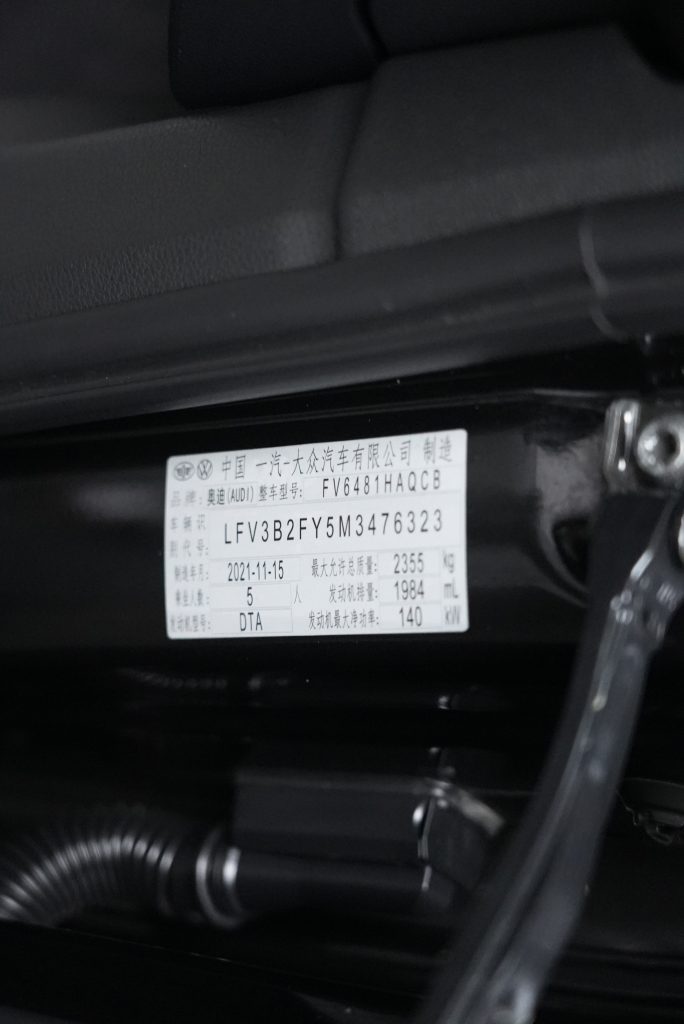 中国 一汽-大众汽车有限公司 制造
品牌: 奥迪(AUDI) 整车型号: FV6481HAQCB
车辆识别代号: LFV3B2FY5M3476323
制造年月: 2021-11-15 最大允许总质量: 2355 kg
乘坐人数: 5 人 发动机排量: 1984 mL
发动机型号: DTA 发动机最大净功率: 140 kW